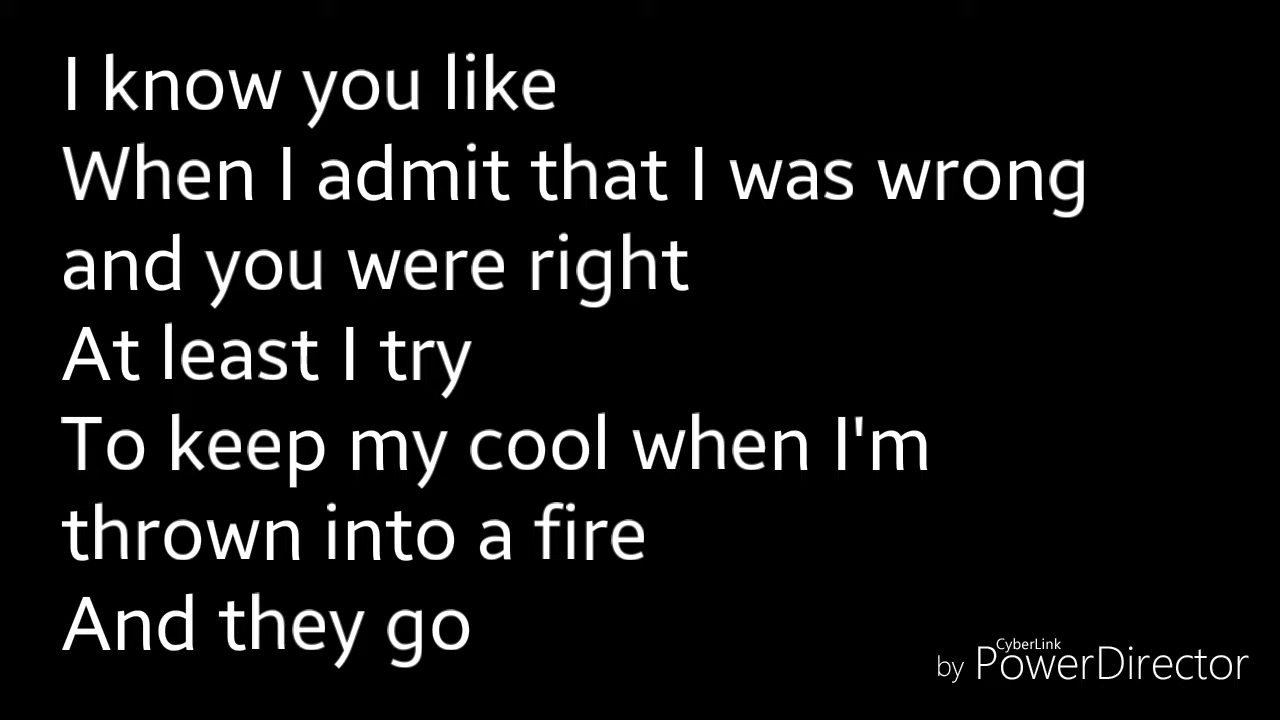 I know you like
When I admit that I was wrong
and you were right
At least I try
To keep my cool when I'm
thrown into a fire
And they go
CyberLink
by PowerDirector